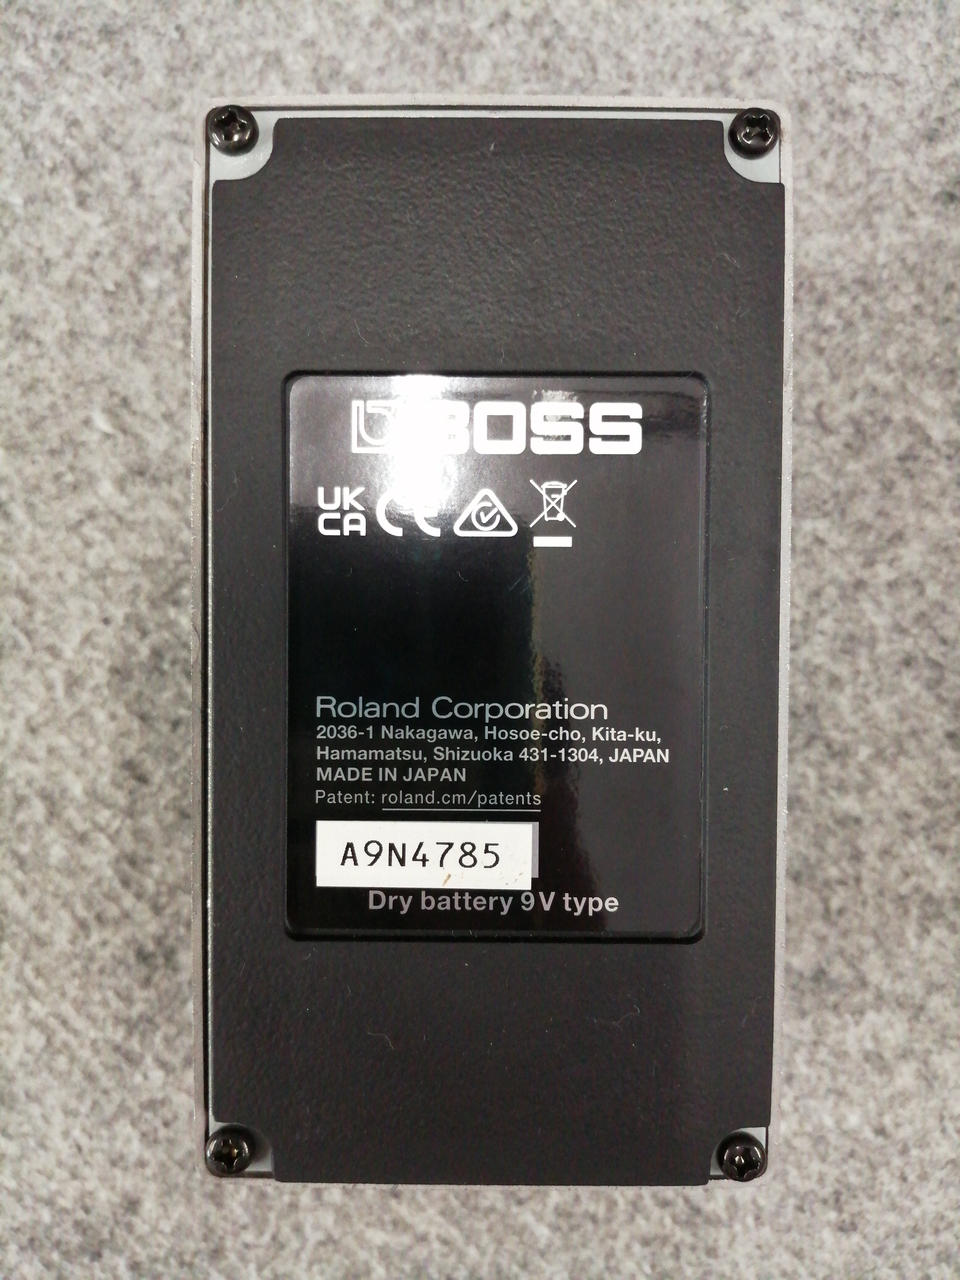 BOSS
UK
CA
CE
Roland Corporation
2036-1 Nakagawa, Hosoe-cho, Kita-ku,
Hamamatsu, Shizuoka 431-1304, JAPAN
MADE IN JAPAN
Patent: roland.cm/patents
A9N4785
Dry battery 9V type